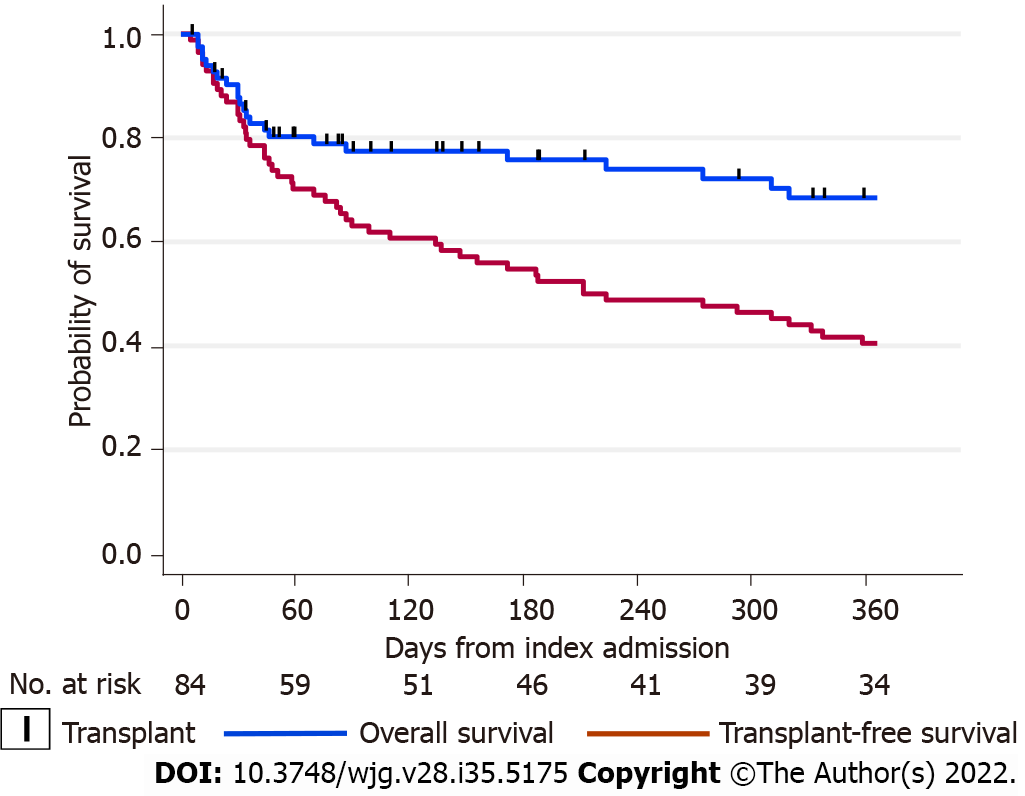 1.0
0.8
0.6
0.4
0.2
0.0
Probability of survival
0 60 120 180 240 300 360
Days from index admission
No. at risk 84 59 51 46 41 39 34
Transplant Overall survival Transplant-free survival
DOI: 10.3748/wjg.v28.i35.5175 Copyright ©The Author(s) 2022.